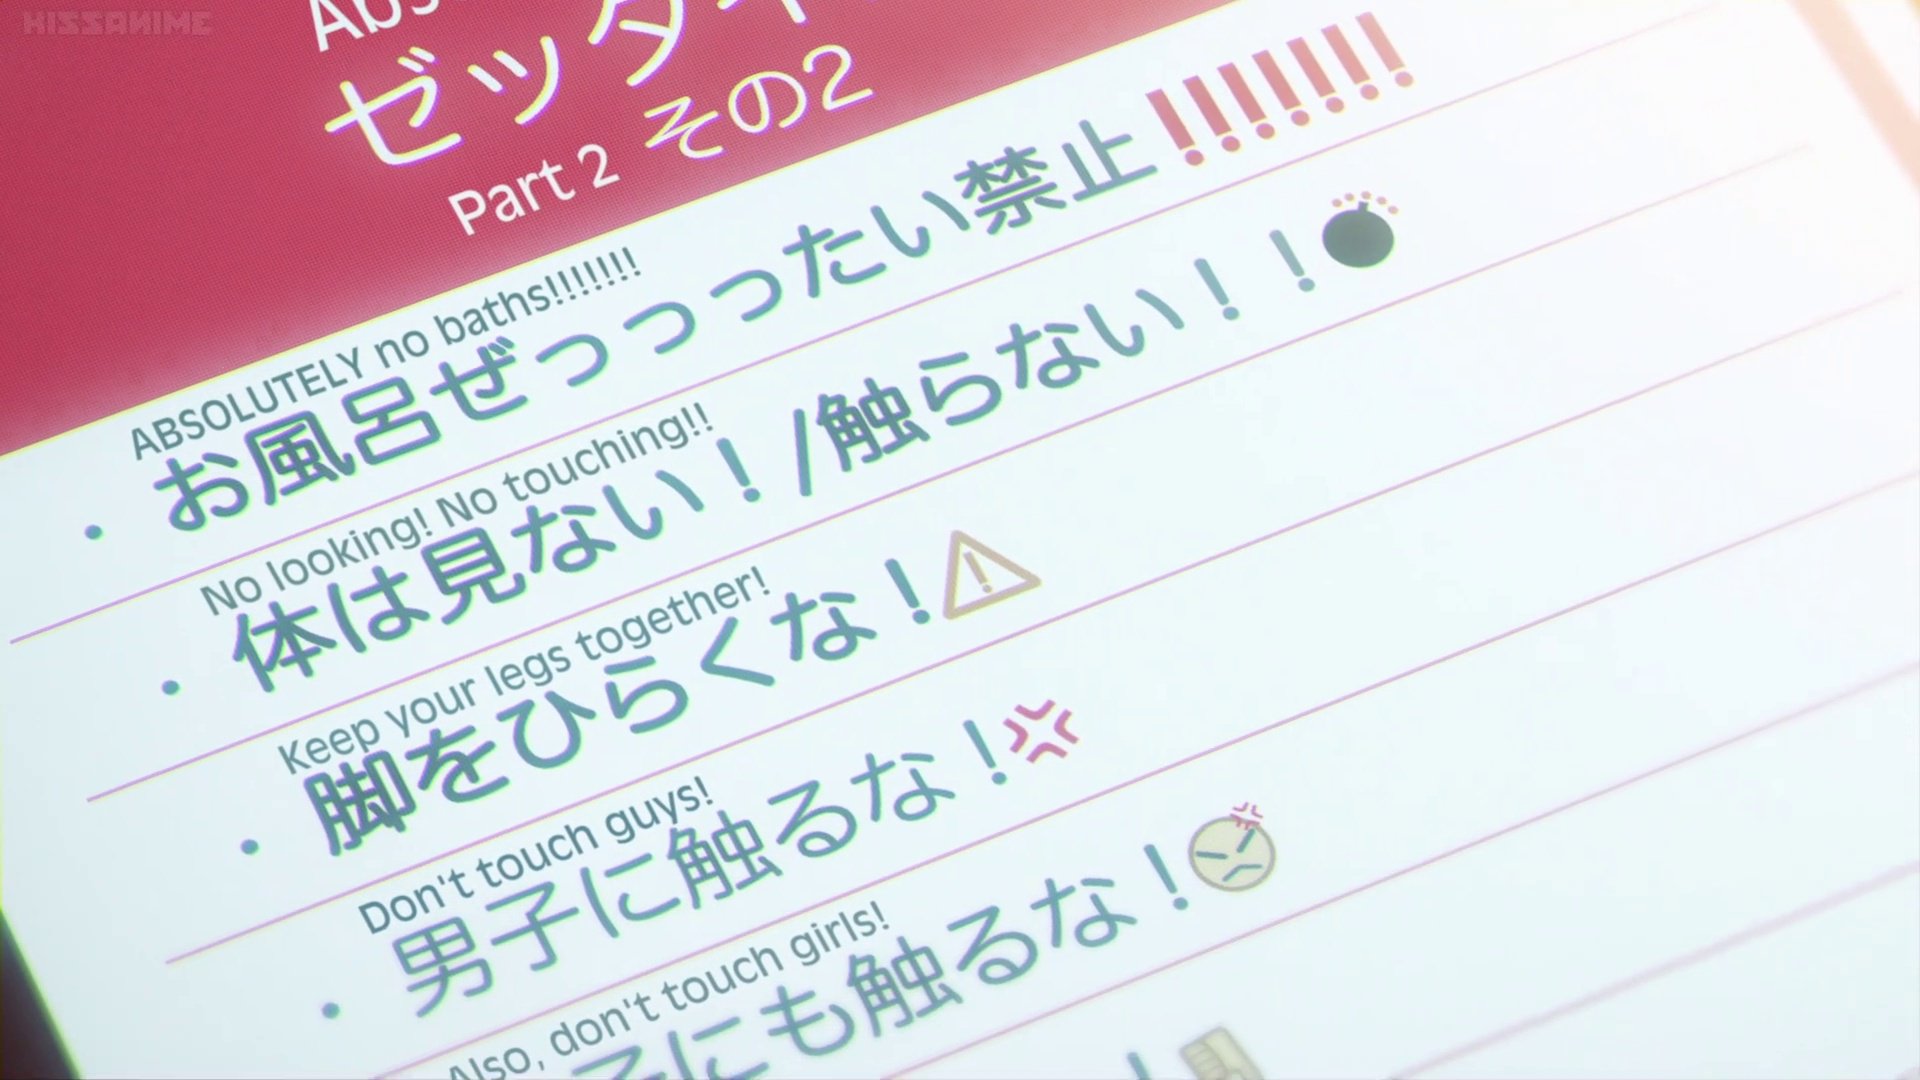 KISSANIME
Abs
ゼッタイ
Part 2 その2
ABSOLUTELY no baths!!!!!!!
・お風呂ぜっっったい禁止!!!!!!!
No looking! No touching!!
・体は見ない！/触らない！！
Keep your legs together!
・脚をひらくな！
Don't touch guys!
・男子に触るな！
Also, don't touch girls!
子にも触るな！